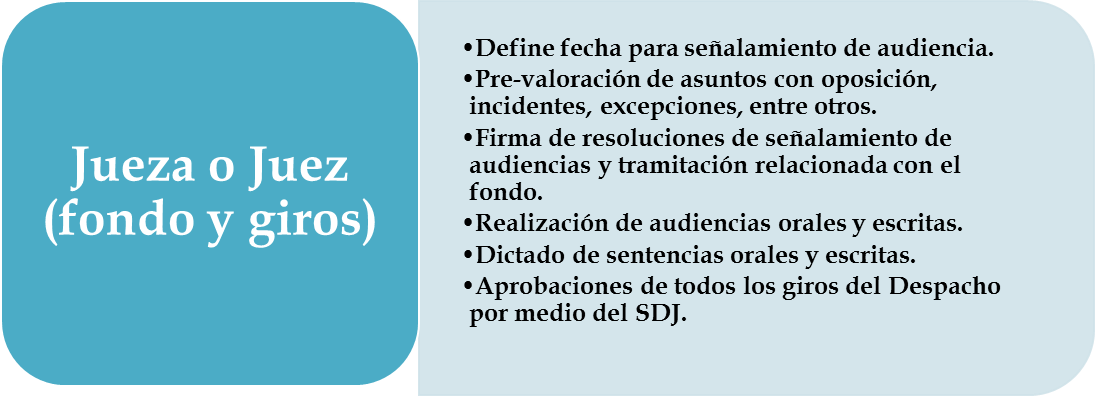 Jueza o Juez
(fondo y giros)
•Define fecha para señalamiento de audiencia.
•Pre-valoración de asuntos con oposición,
incidentes, excepciones, entre otros.
•Firma de resoluciones de señalamiento de
audiencias y tramitación relacionada con el
fondo.
•Realización de audiencias orales y escritas.
•Dictado de sentencias orales y escritas.
•Aprobaciones de todos los giros del Despacho
por medio del SDJ.